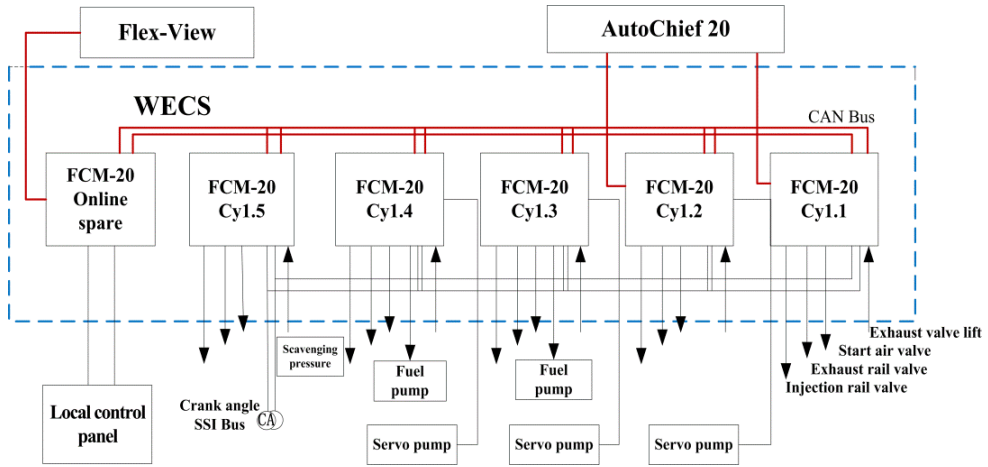 Flex-View
AutoChief 20
WECS
CAN Bus
FCM-20
Online
spare
FCM-20
Cy1.5
FCM-20
Cy1.4
FCM-20
Cy1.3
FCM-20
Cy1.2
FCM-20
Cy1.1
Exhaust valve lift
Start air valve
Exhaust rail valve
Injection rail valve
Scavenging
pressure
Fuel
pump
Fuel
pump
Local control
panel
Crank angle
SSI Bus
CA
Servo pump
Servo pump
Servo pump